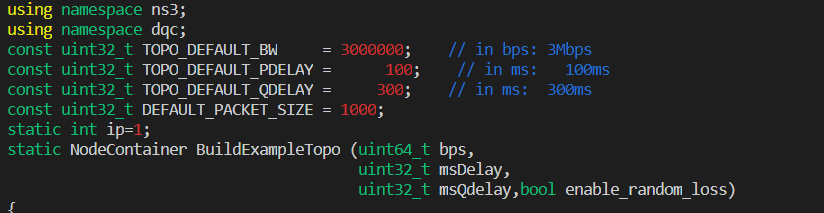 using namespace ns3;
using namespace dqc;
const uint32_t TOPO_DEFAULT_BW     = 3000000;    // in bps: 3Mbps
const uint32_t TOPO_DEFAULT_PDELAY =      100;    // in ms:   100ms
const uint32_t TOPO_DEFAULT_QDELAY =     300;    // in ms:  300ms
const uint32_t DEFAULT_PACKET_SIZE = 1000;
static int ip=1;
static NodeContainer BuildExampleTopo (uint64_t bps,
                                       uint32_t msDelay,
                                       uint32_t msQdelay,bool enable_random_loss)
{